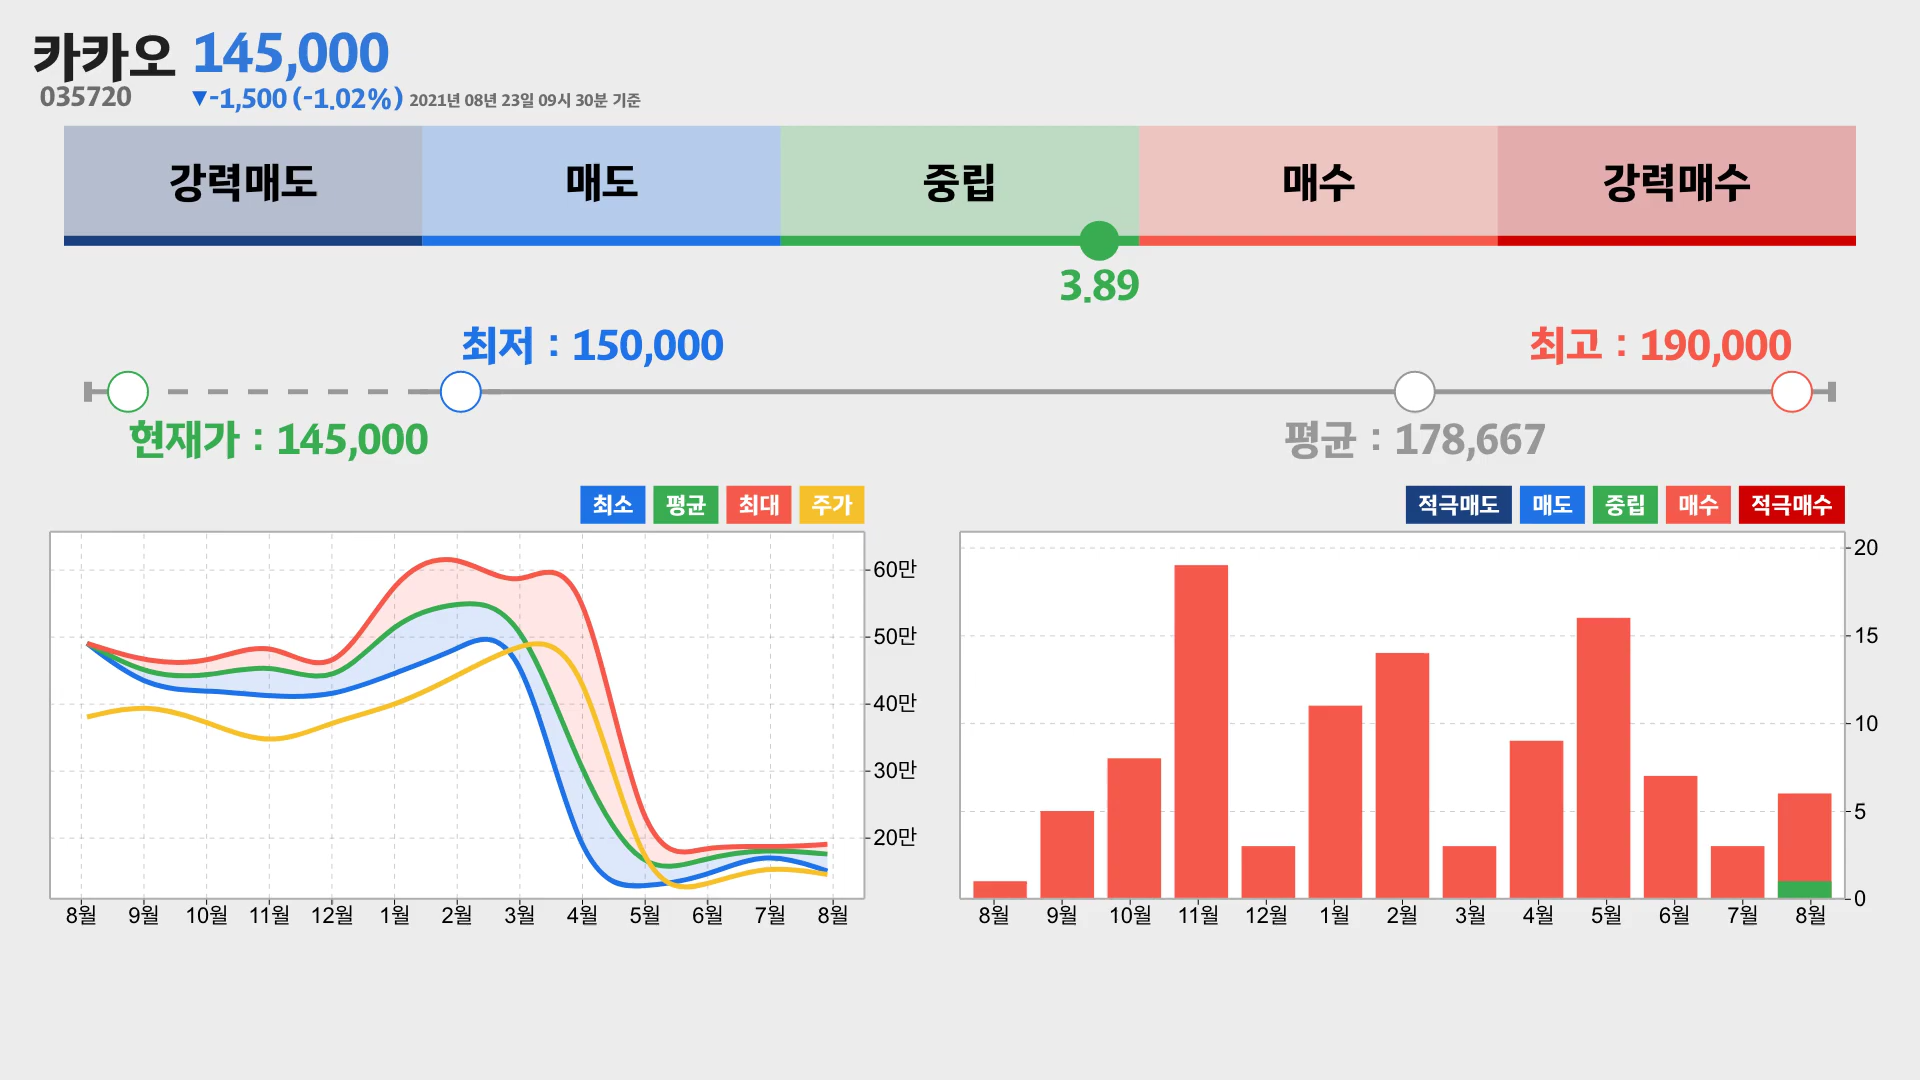 카카오 145,000
035720 ▼-1,500 (-1.02%) 2021년 08년 23일 09시 30분 기준
강력매도 매도 중립 매수 강력매수
3.89
최저 : 150,000 최고 : 190,000
현재가 : 145,000 평균 : 178,667
최소 평균 최대 주가
60만
50만
40만
30만
20만
8월 9월 10월 11월 12월 1월 2월 3월 4월 5월 6월 7월 8월
적극매도 매도 중립 매수 적극매수
20
15
10
5
0
8월 9월 10월 11월 12월 1월 2월 3월 4월 5월 6월 7월 8월